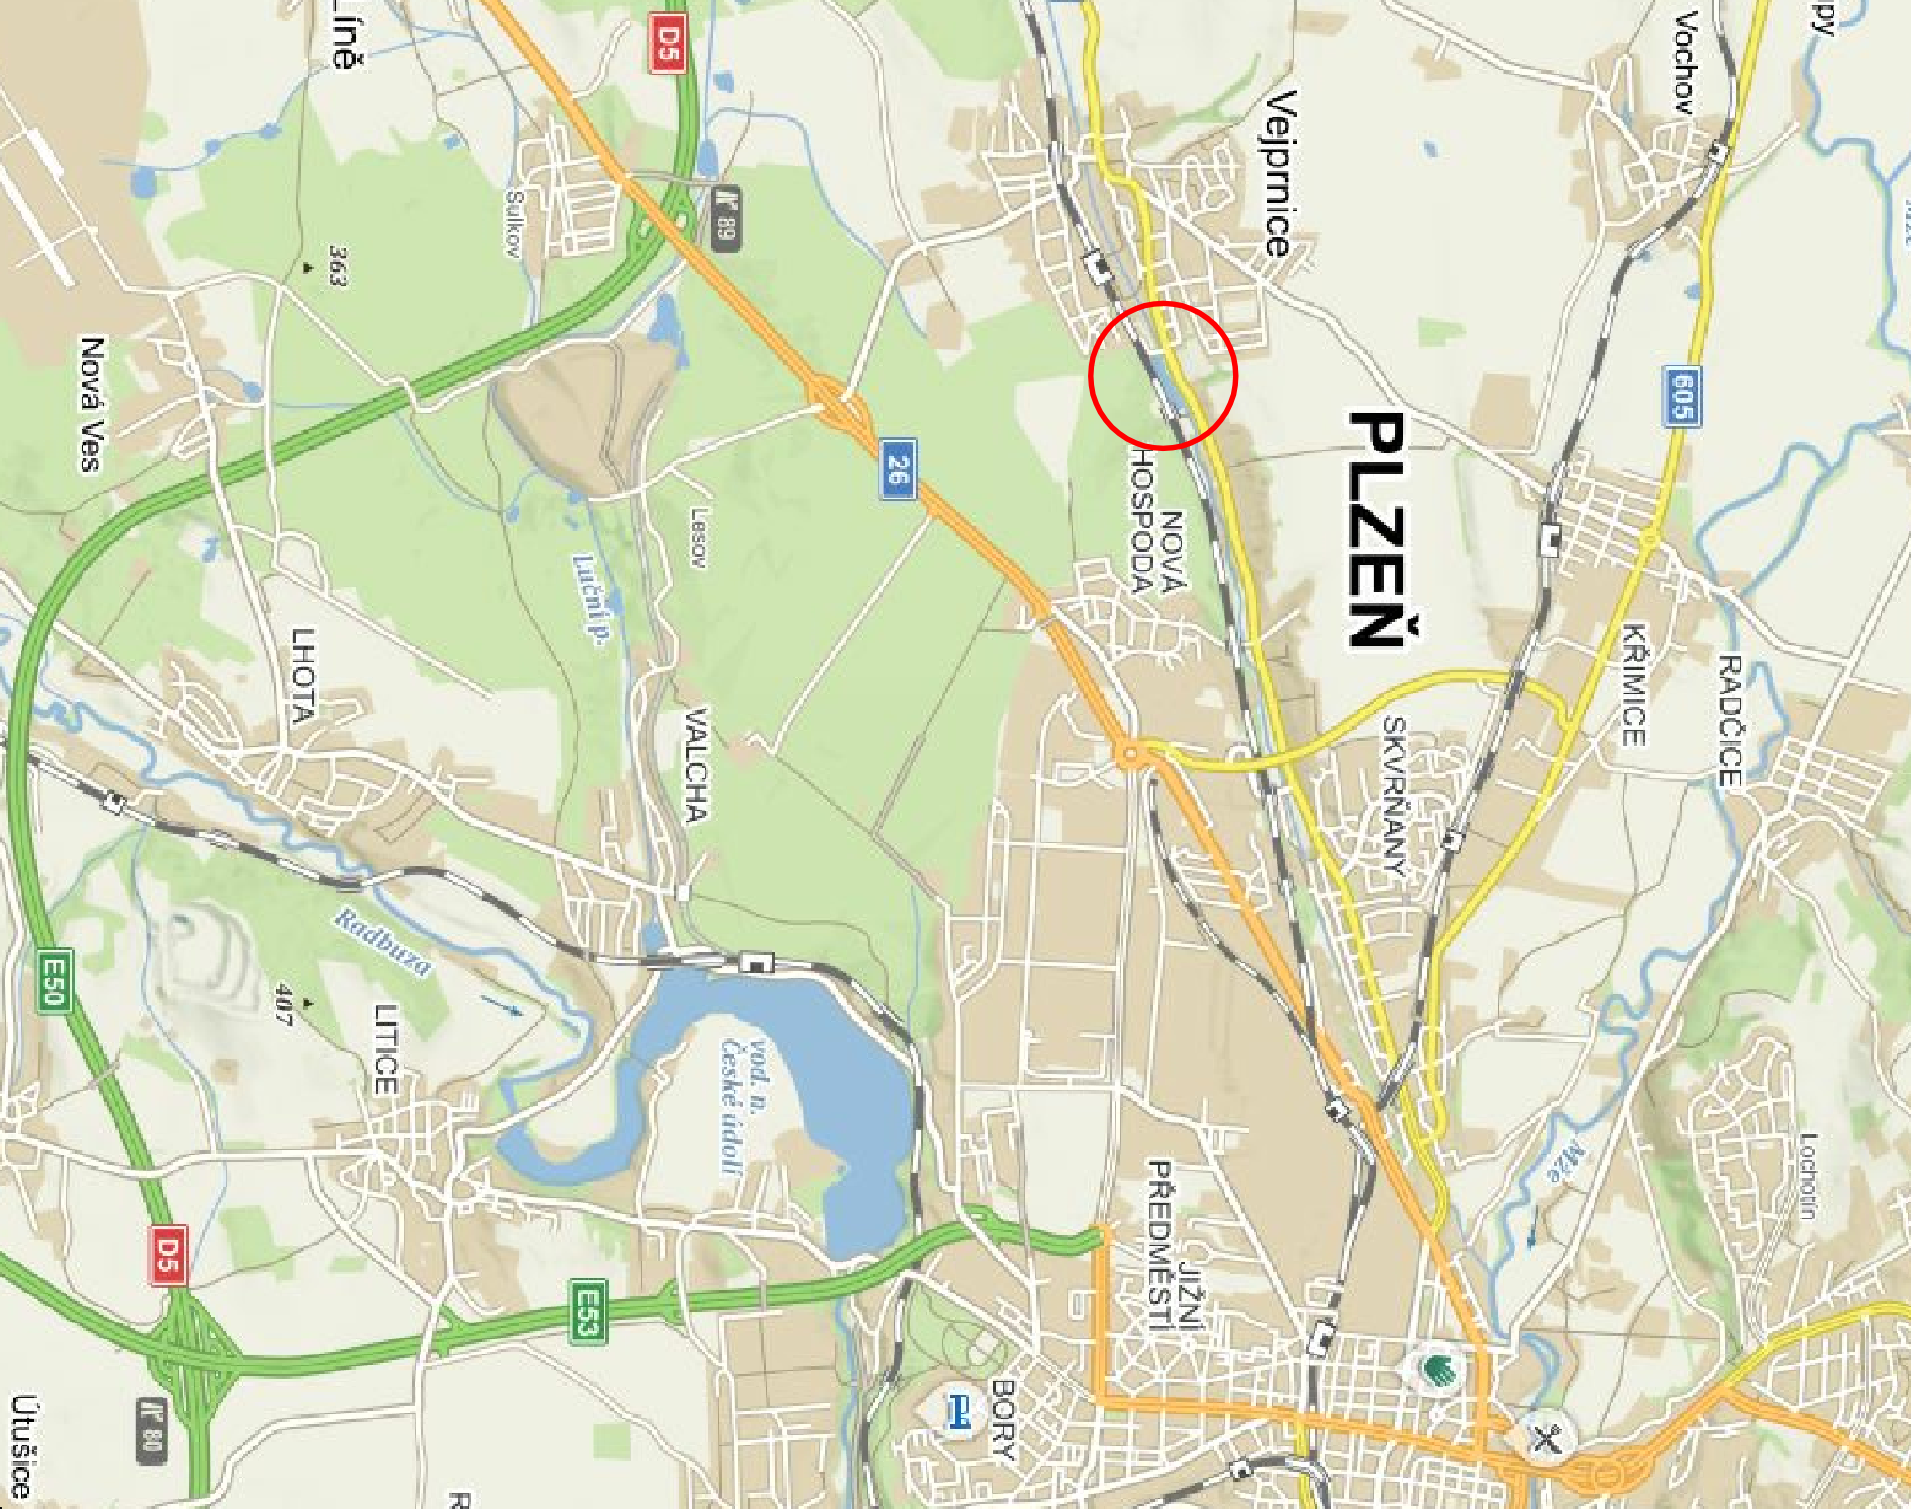 Líně
D5
Vejprnice
Vochov
89
Sulkov
363
Nová Ves
26
605
PLZEŇ
NOVÁ
HOSPODA
Lesov
Luční p.
LHOTA
VALCHA
KŘIMICE
RADČICE
SKVRŇANY
Radbuza
E50
407
LITICE
vod. n.
České údolí
Mže
Lochotín
JIŽNÍ
PŘEDMĚSTÍ
D5
E53
BORY
80
Útušice
R